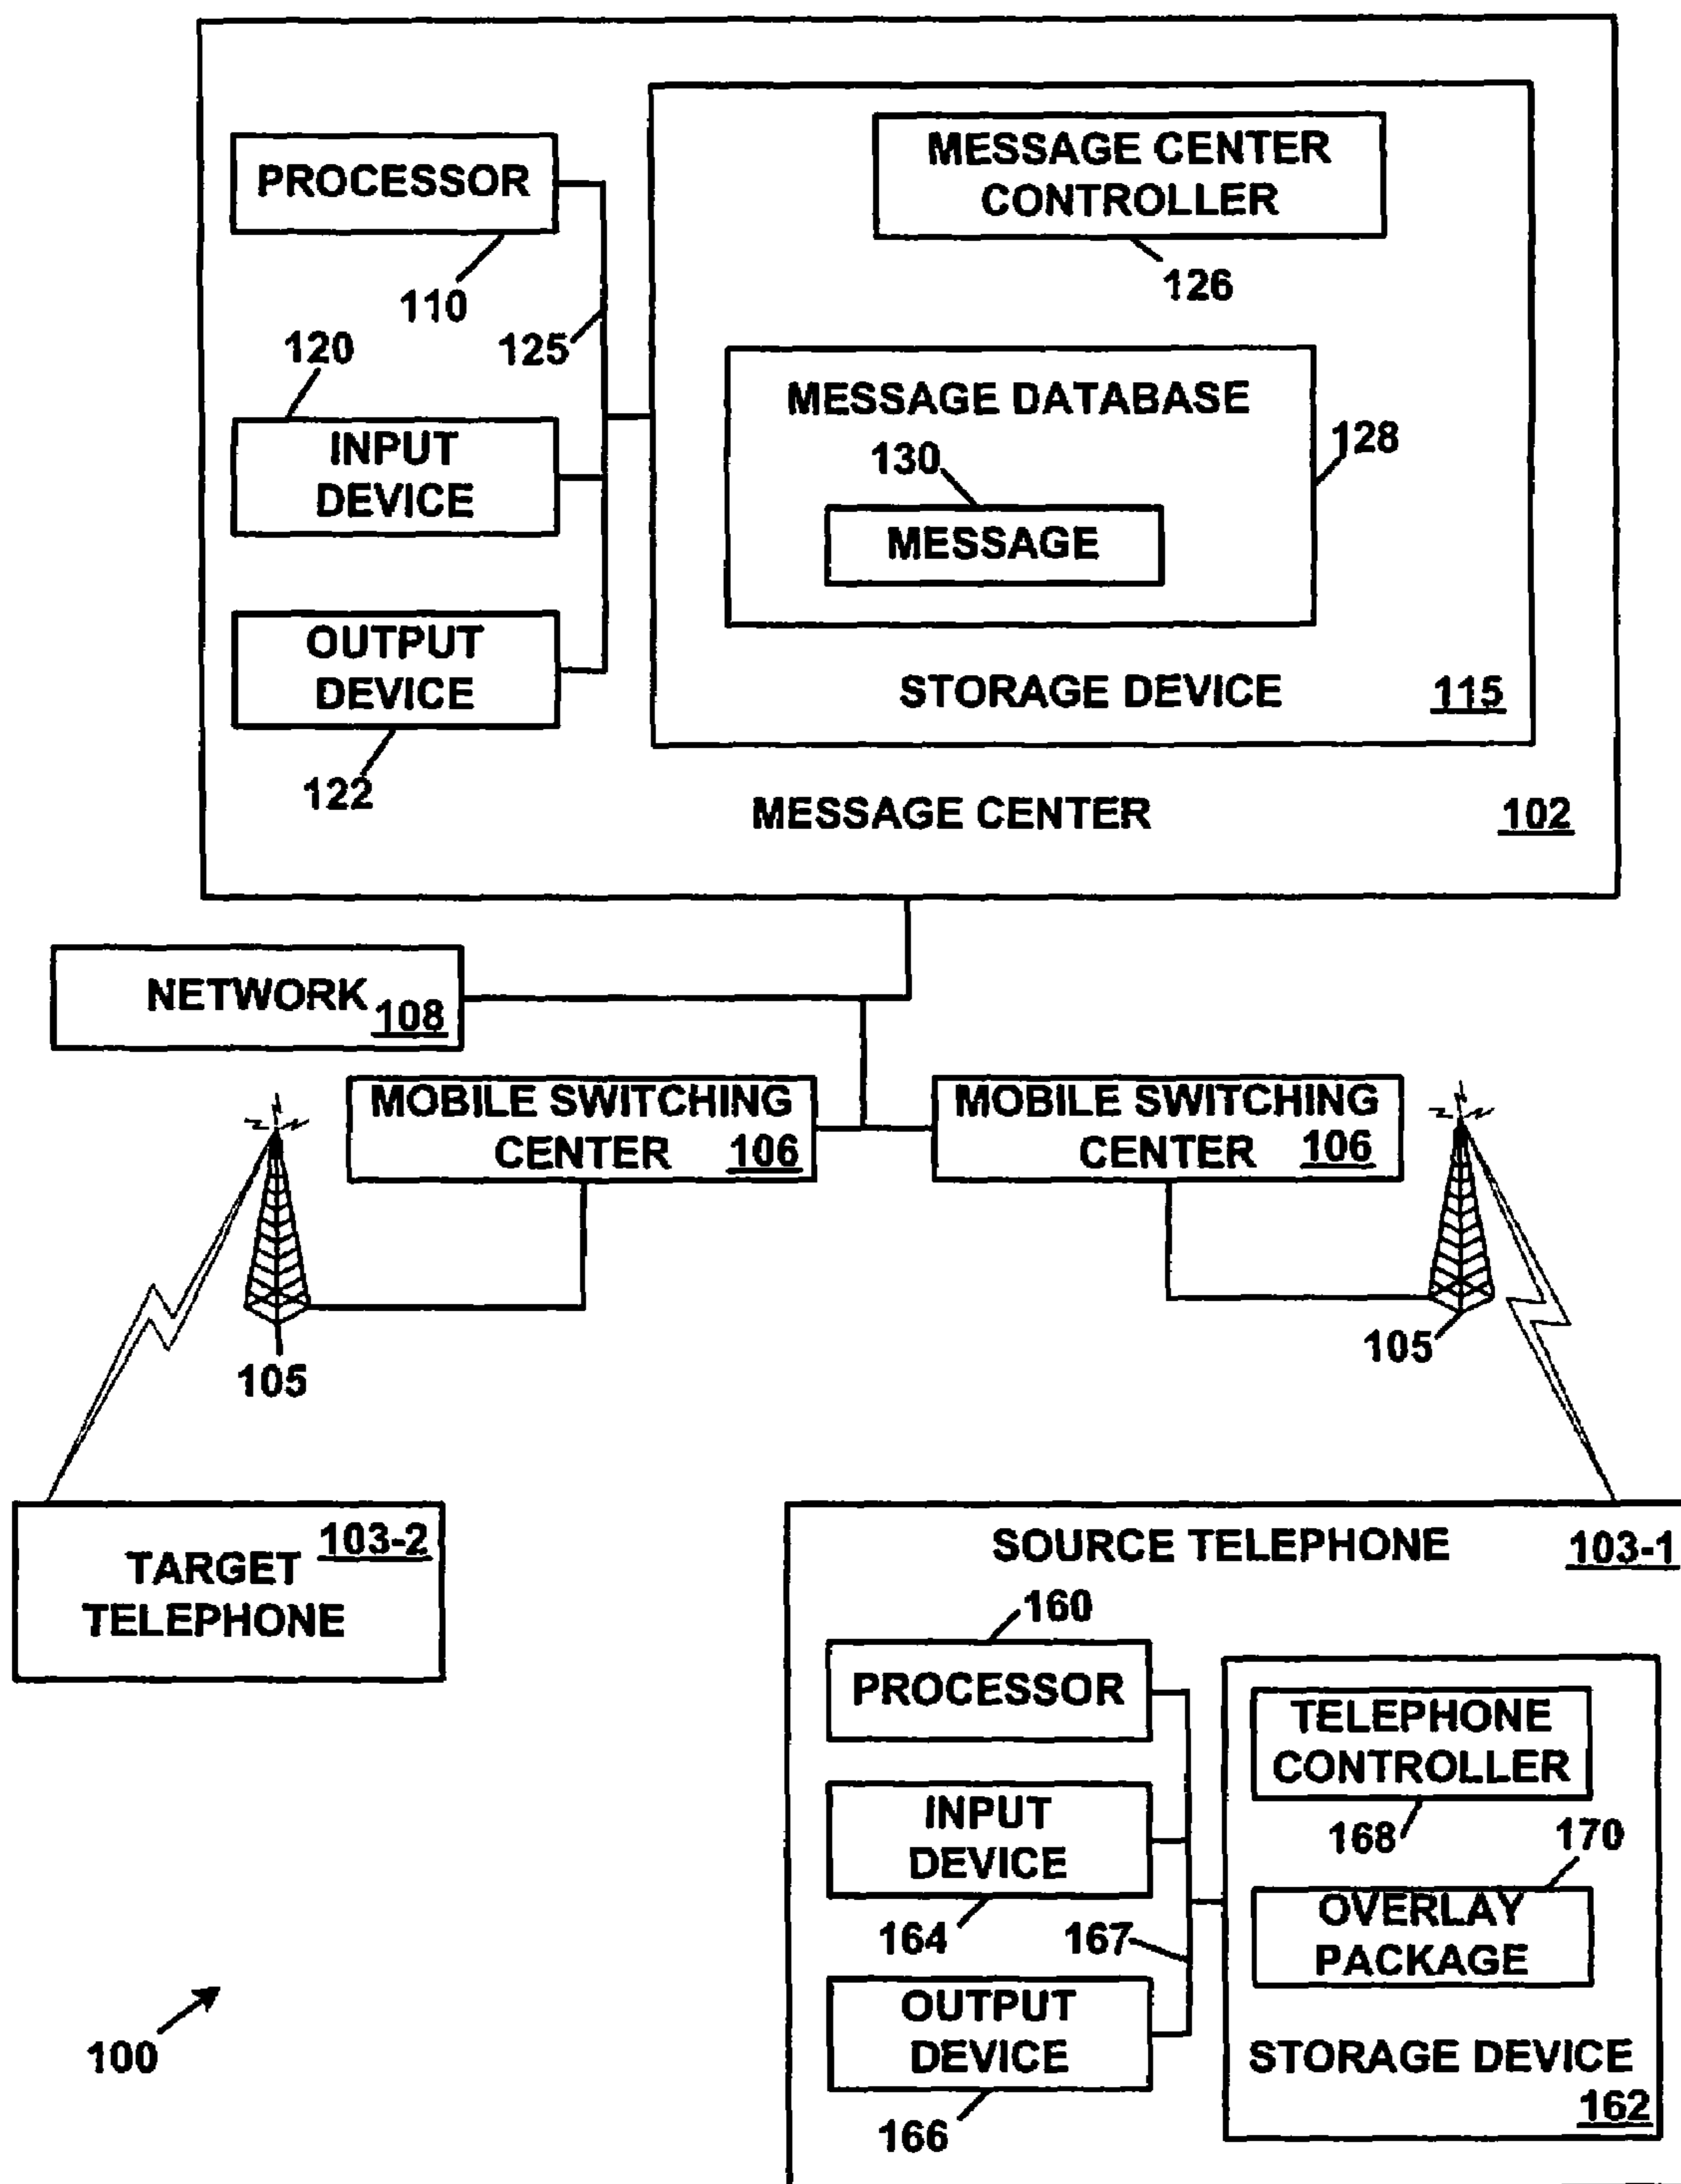 PROCESSOR
110
120
125
INPUT
DEVICE
OUTPUT
DEVICE
122
MESSAGE CENTER
CONTROLLER
126
MESSAGE DATABASE
128
130
MESSAGE
STORAGE DEVICE
115
MESSAGE CENTER
102
NETWORK
108
MOBILE SWITCHING
CENTER
106
MOBILE SWITCHING
CENTER
106
105
105
103-2
TARGET
TELEPHONE
SOURCE TELEPHONE
103-1
160
PROCESSOR
INPUT
DEVICE
164
167
OUTPUT
DEVICE
166
TELEPHONE
CONTROLLER
168
170
OVERLAY
PACKAGE
STORAGE DEVICE
162
100